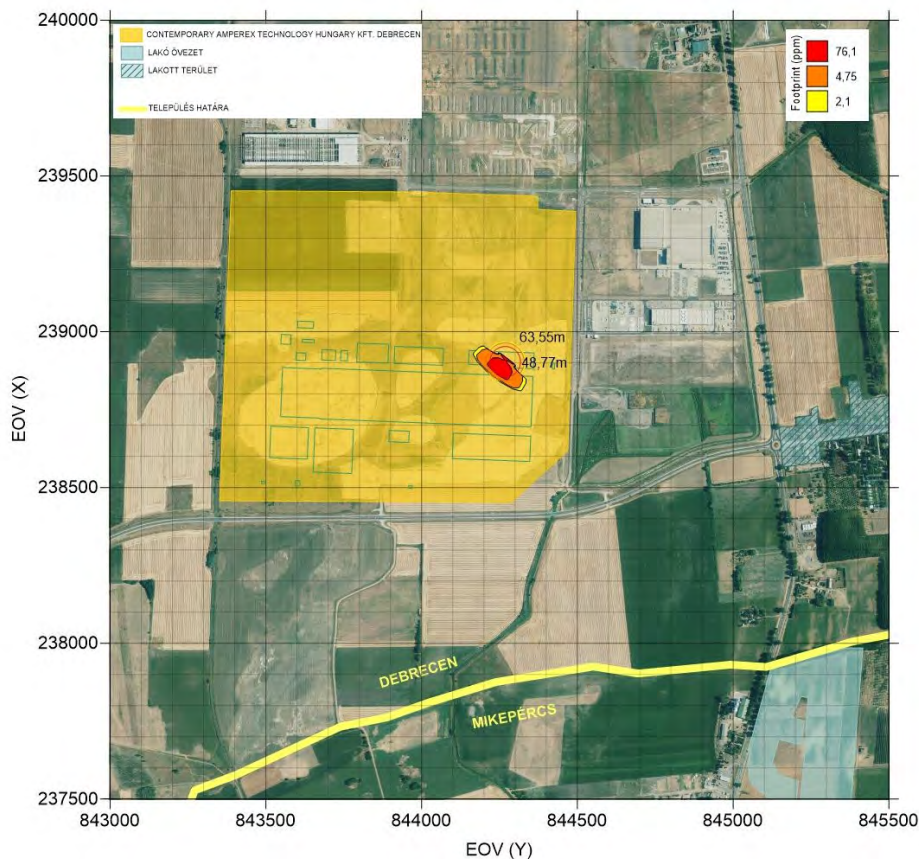 240000
239500
239000
238500
238000
237500
EOV (X)
CONTEMPORARY AMPEREX TECHNOLOGY HUNGARY KFT. DEBRECEN
LAKÓ ÖVEZET
LAKOTT TERÜLET
TELEPÜLÉS HATÁRA
Footprint (ppm)
76,1
4,75
2,1
63,55m
48,77m
DEBRECEN
MIKEPÉRCS
843000
843500
844000
844500
845000
845500
EOV (Y)